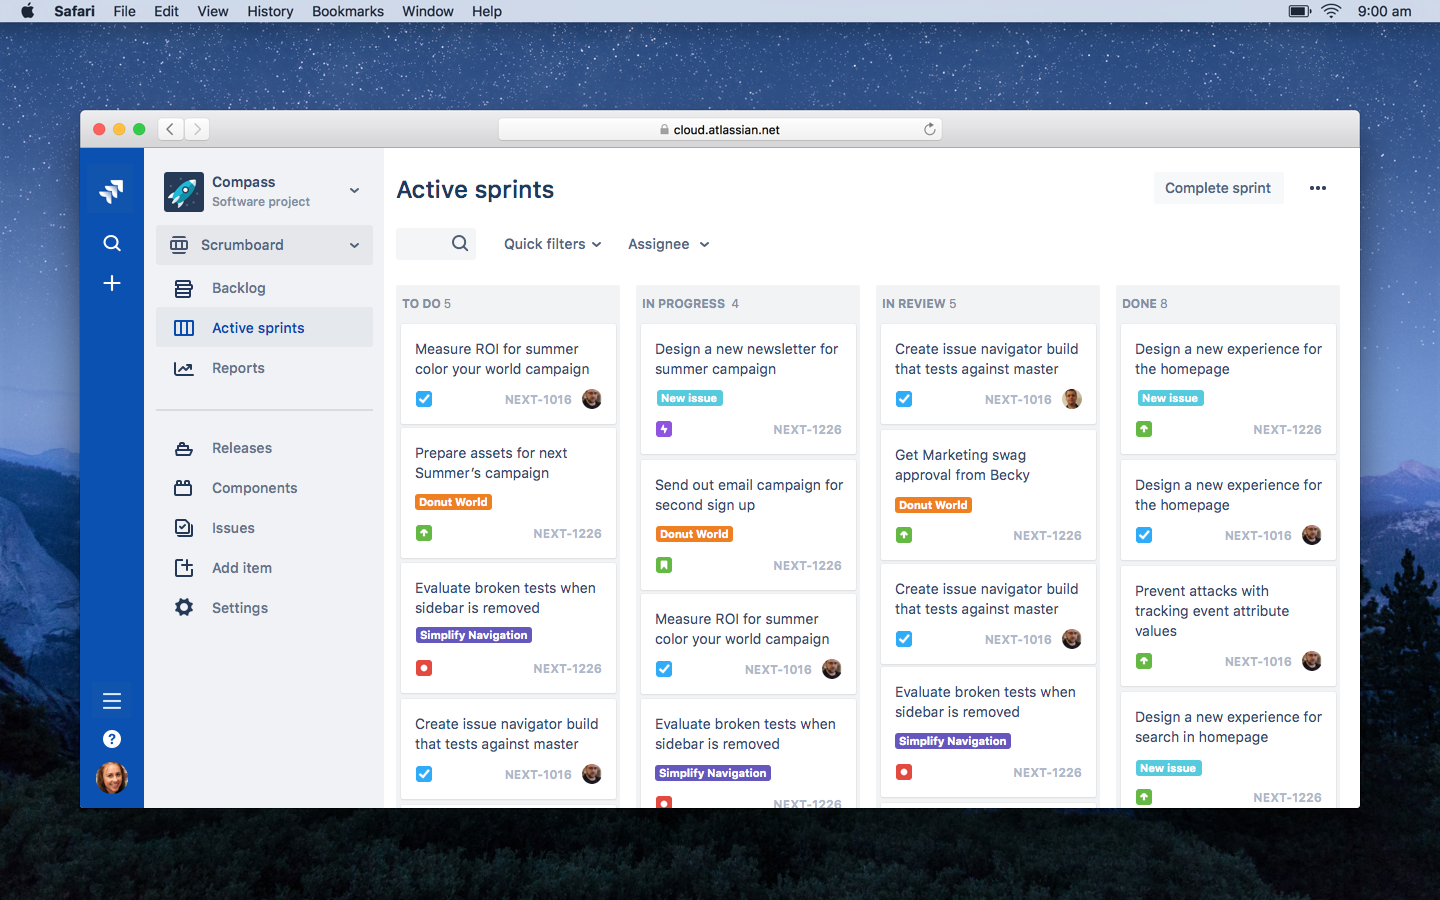 Safari File Edit View History Bookmarks Window Help 9:00 am
cloud.atlassian.net
Compass
Software project
Scrumboard
Backlog
Active sprints
Reports
Releases
Components
Issues
Add item
Settings
?
Active sprints
Complete sprint
Quick filters
Assignee
TO DO 5
Measure ROI for summer
color your world campaign
NEXT-1016
Prepare assets for next
Summer’s campaign
Donut World
NEXT-1226
Evaluate broken tests when
sidebar is removed
Simplify Navigation
NEXT-1226
Create issue navigator build
that tests against master
NEXT-1016
IN PROGRESS 4
Design a new newsletter for
summer campaign
New issue
NEXT-1226
Send out email campaign for
second sign up
Donut World
NEXT-1226
Measure ROI for summer
color your world campaign
NEXT-1016
Evaluate broken tests when
sidebar is removed
Simplify Navigation
NEXT-1226
IN REVIEW 5
Create issue navigator build
that tests against master
NEXT-1016
Get Marketing swag
approval from Becky
Donut World
NEXT-1226
Create issue navigator build
that tests against master
NEXT-1016
Evaluate broken tests when
sidebar is removed
Simplify Navigation
NEXT-1226
DONE 8
Design a new experience for
the homepage
New issue
NEXT-1226
Design a new experience for
the homepage
NEXT-1016
Prevent attacks with
tracking event attribute
values
NEXT-1016
Design a new experience for
search in homepage
New issue
NEXT-1226